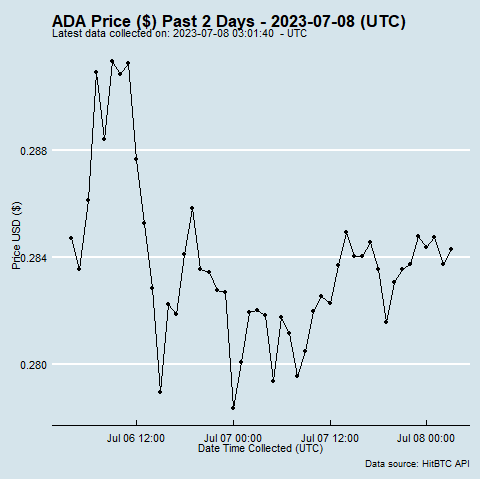 ADA Price ($) Past 2 Days - 2023-07-08 (UTC)
Latest data collected on: 2023-07-08 03:01:40 - UTC
0.288
0.284
0.280
Price USD ($)
Jul 06 12:00 Jul 07 00:00 Jul 07 12:00 Jul 08 00:00
Date Time Collected (UTC)
Data source: HitBTC API